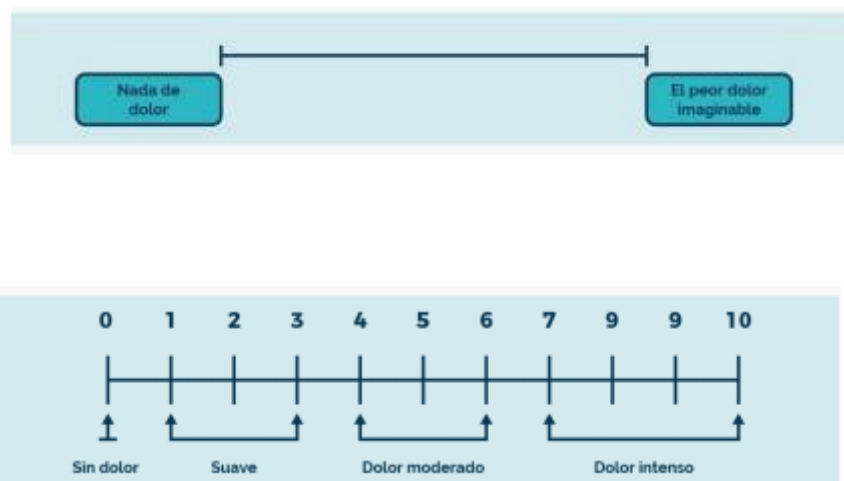 Nada de
dolor
El peor dolor
imaginable
0 1 2 3 4 5 6 7 9 9 10
Sin dolor Suave Dolor moderado Dolor intenso